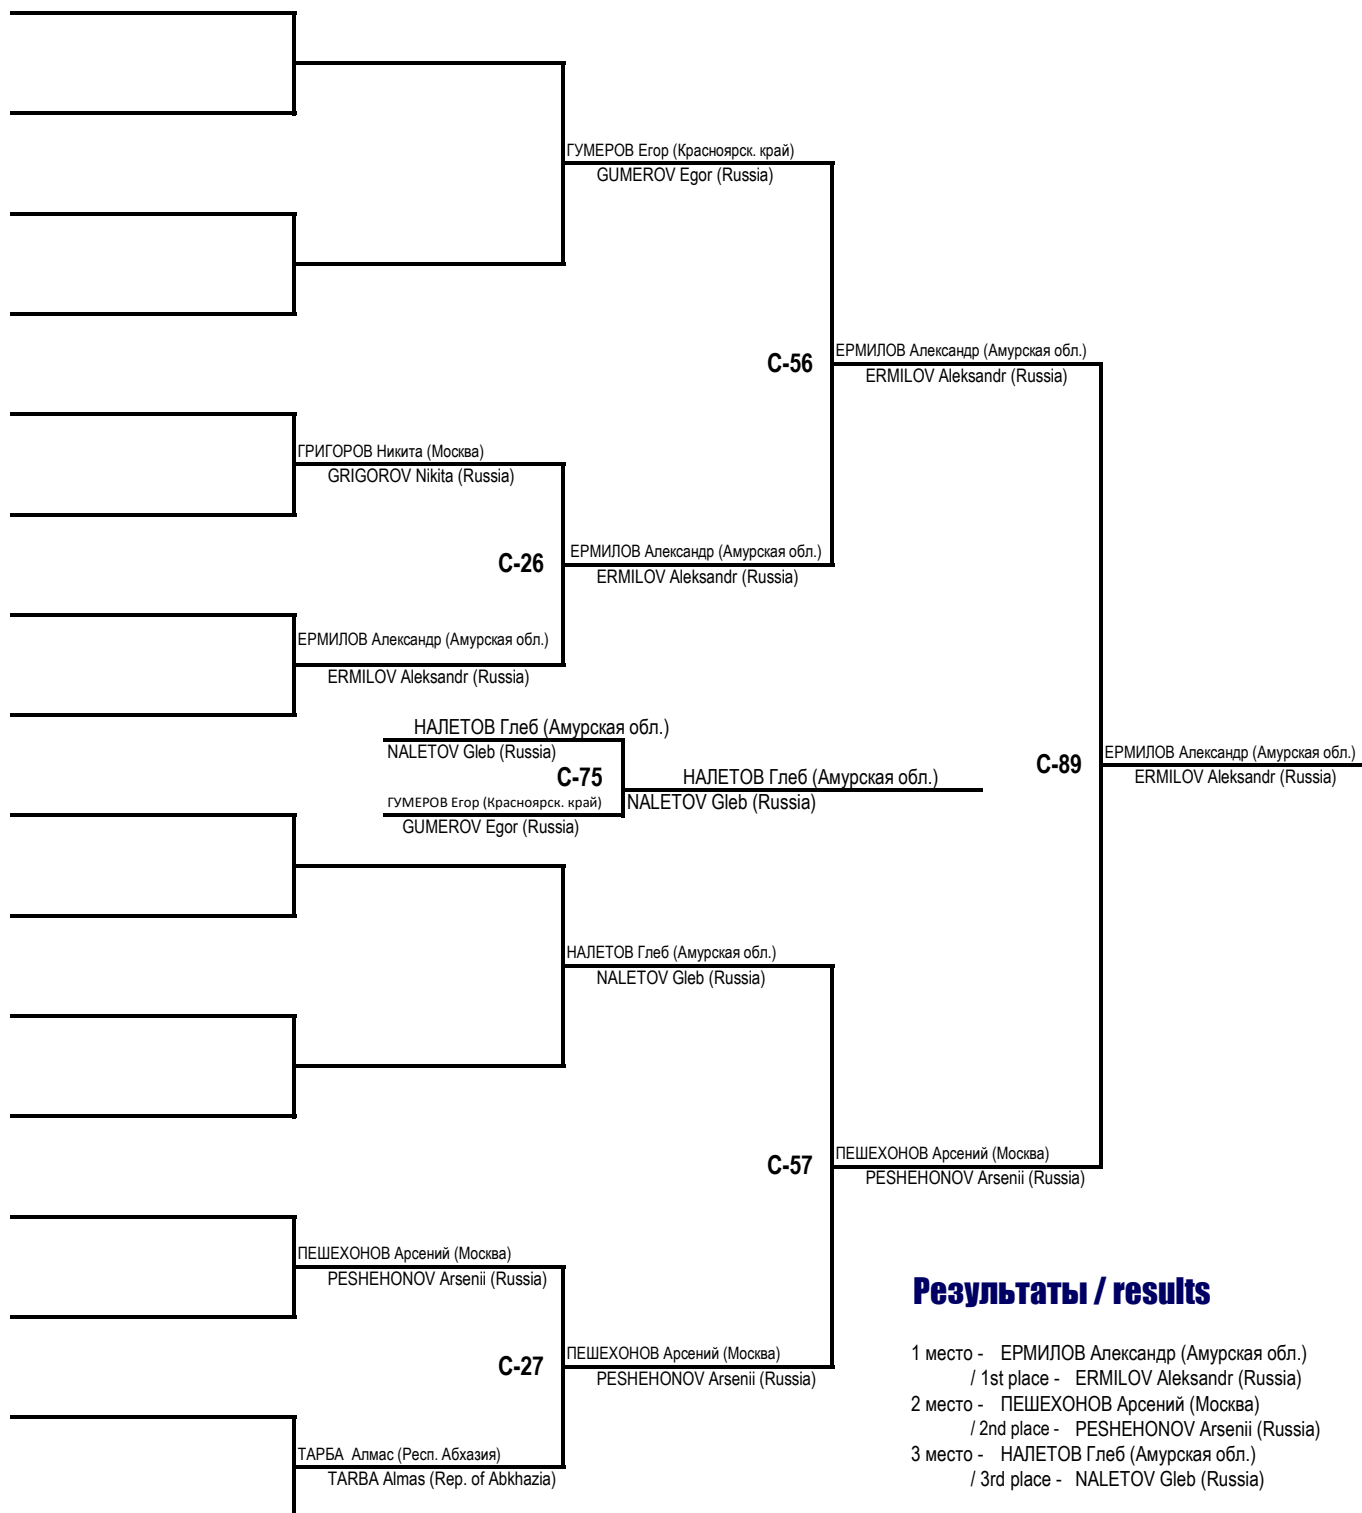 ГУМЕРОВ Егор (Красноярск. край)
GUMEROV Egor (Russia)
C-56
ЕРМИЛОВ Александр (Амурская обл.)
ERMILOV Aleksandr (Russia)
ГРИГОРОВ Никита (Москва)
GRIGOROV Nikita (Russia)
C-26
ЕРМИЛОВ Александр (Амурская обл.)
ERMILOV Aleksandr (Russia)
ЕРМИЛОВ Александр (Амурская обл.)
ERMILOV Aleksandr (Russia)
НАЛЕТОВ Глеб (Амурская обл.)
NALETOV Gleb (Russia)
C-75
НАЛЕТОВ Глеб (Амурская обл.)
NALETOV Gleb (Russia)
ГУМЕРОВ Егор (Красноярск. край)
GUMEROV Egor (Russia)
C-89
ЕРМИЛОВ Александр (Амурская обл.)
ERMILOV Aleksandr (Russia)
НАЛЕТОВ Глеб (Амурская обл.)
NALETOV Gleb (Russia)
C-57
ПЕШЕХОНОВ Арсений (Москва)
PESHEHONOV Arsenii (Russia)
ПЕШЕХОНОВ Арсений (Москва)
PESHEHONOV Arsenii (Russia)
C-27
ПЕШЕХОНОВ Арсений (Москва)
PESHEHONOV Arsenii (Russia)
ТАРБА Алмас (Респ. Абхазия)
TARBA Almas (Rep. of Abkhazia)
Результаты / results
1 место - ЕРМИЛОВ Александр (Амурская обл.)
/ 1st place - ERMILOV Aleksandr (Russia)
2 место - ПЕШЕХОНОВ Арсений (Москва)
/ 2nd place - PESHEHONOV Arsenii (Russia)
3 место - НАЛЕТОВ Глеб (Амурская обл.)
/ 3rd place - NALETOV Gleb (Russia)